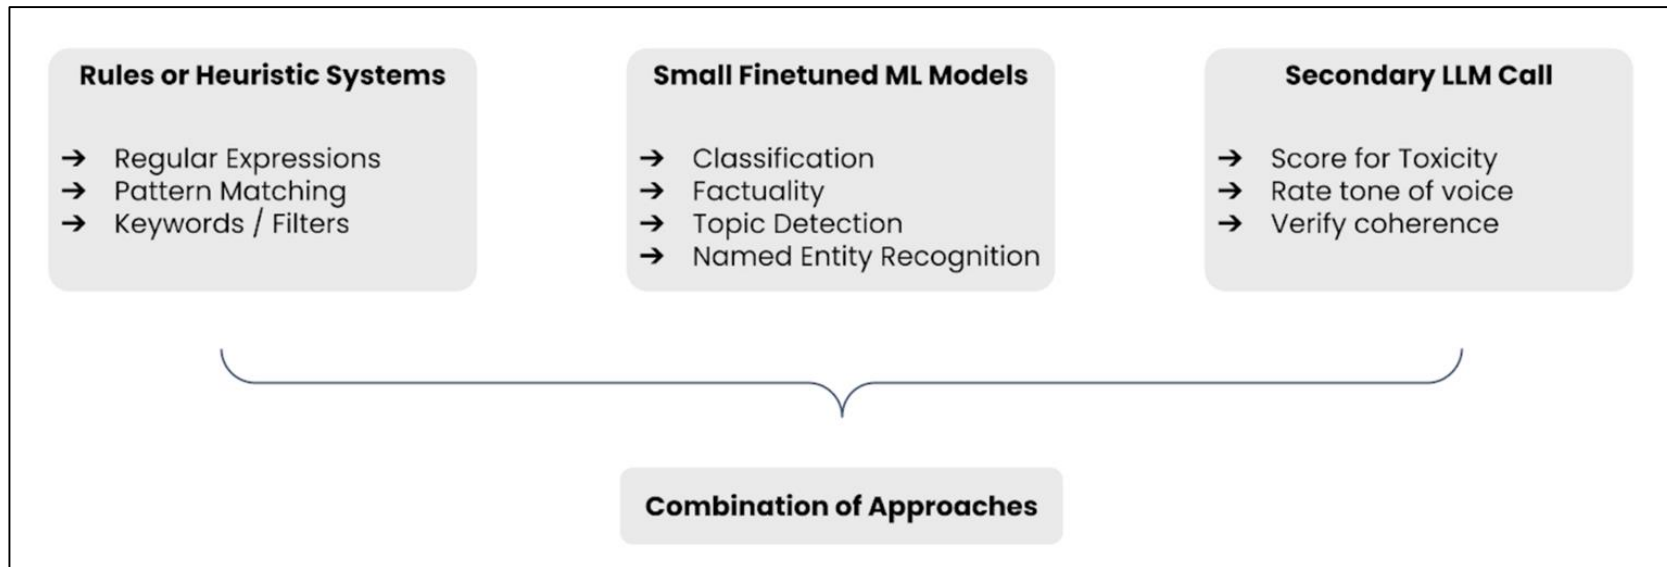 Rules or Heuristic Systems
➔ Regular Expressions
➔ Pattern Matching
➔ Keywords / Filters
Small Finetuned ML Models
➔ Classification
➔ Factuality
➔ Topic Detection
➔ Named Entity Recognition
Secondary LLM Call
➔ Score for Toxicity
➔ Rate tone of voice
➔ Verify coherence
Combination of Approaches